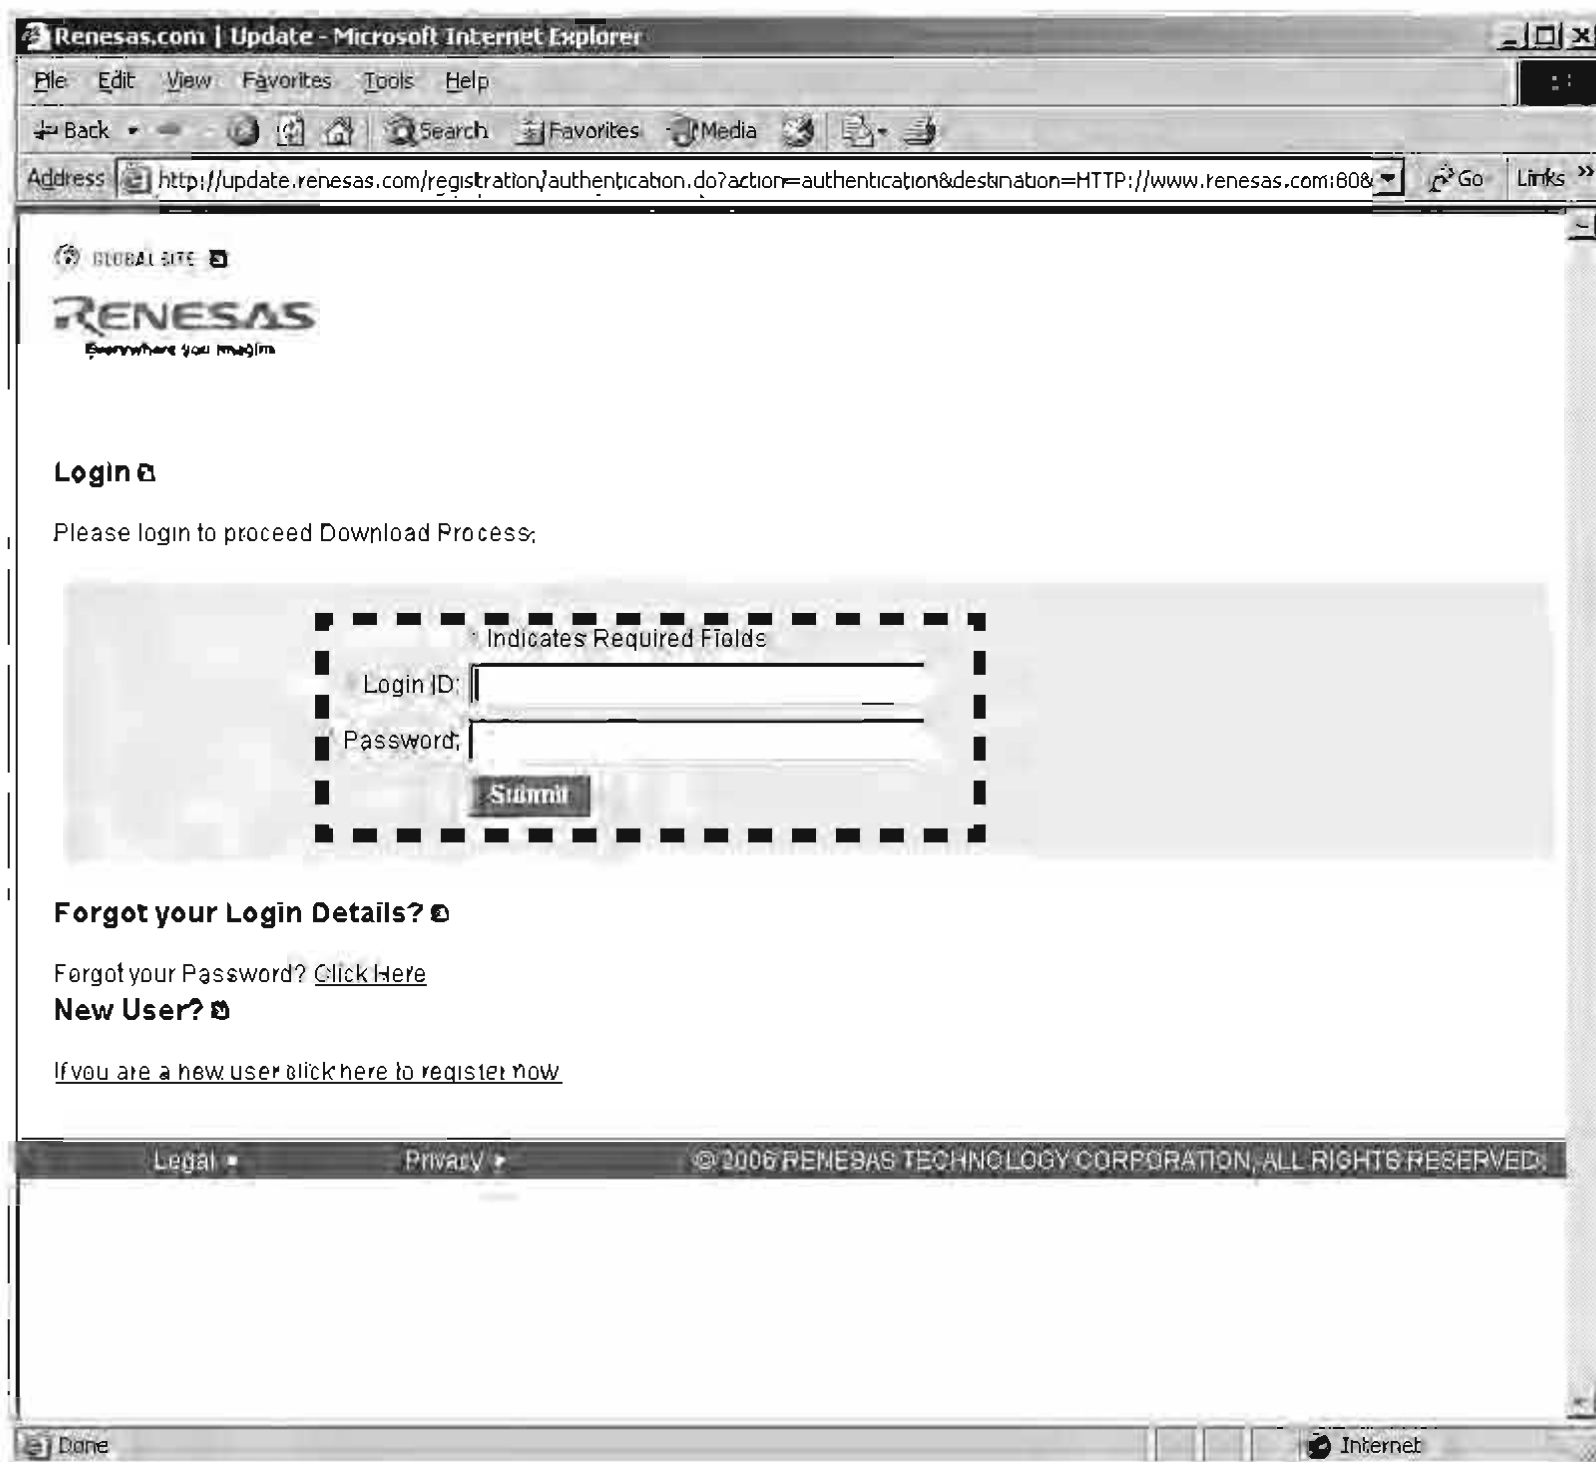 Renesas.com | Update - Microsoft Internet Explorer
File Edit View Favorites Tools Help
Back Search Favorites Media
Address http://update.renesas.com/registration/authentication.do?action=authentication&destination=HTTP://www.renesas.com:80& Go Links »
GLOBAL SITE
RENESAS
Everywhere you imagine
Login
Please login to proceed Download Process.
* Indicates Required Fields
* Login ID:
* Password:
Submit
Forgot your Login Details?
Forgot your Password? Click Here
New User?
If you are a new user click here to register now
Legal Privacy © 2006 RENESAS TECHNOLOGY CORPORATION, ALL RIGHTS RESERVED.
Done Internet